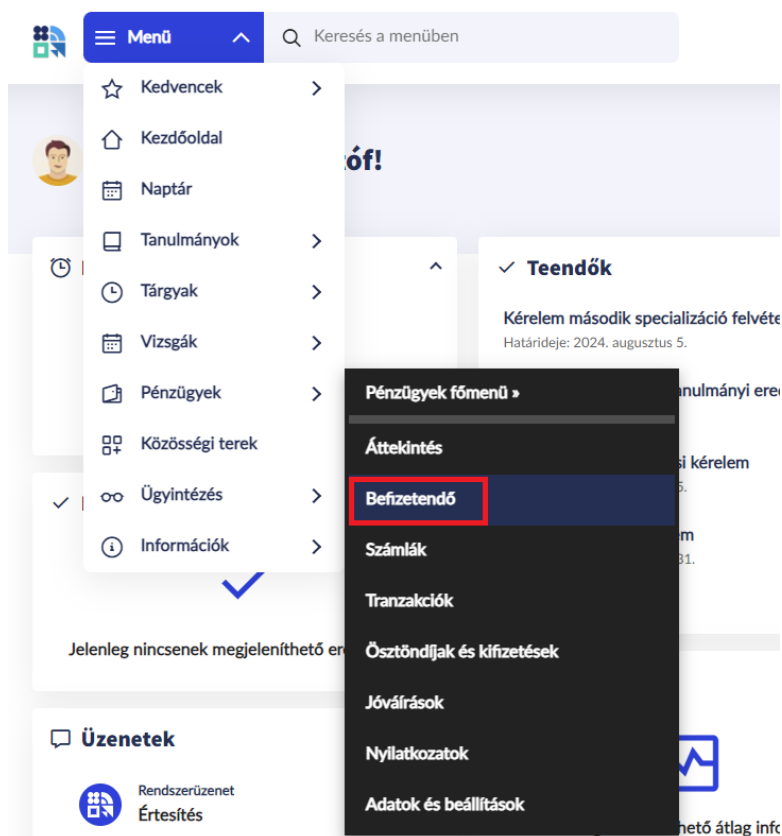 Menü
Keresés a menüben
Kedvencek
Kezdőoldal
Naptár
Tanulmányok
Tárgyak
Vizsgák
Pénzügyek
Közösségi terek
Ügyintézés
Információk
óf!
Teendők
Kérelem második specializáció felvéte
Határideje: 2024. augusztus 5.
anulmányi ered
si kérelem
5.
m
31.
Pénzügyek főmenü »
Áttekintés
Befizetendő
Számlák
Tranzakciók
Ösztöndíjak és kifizetések
Jóváírások
Nyilatkozatok
Adatok és beállítások
Jelenleg nincsenek megjeleníthető er
Üzenetek
Rendszerüzenet
Értesítés
hető átlag info